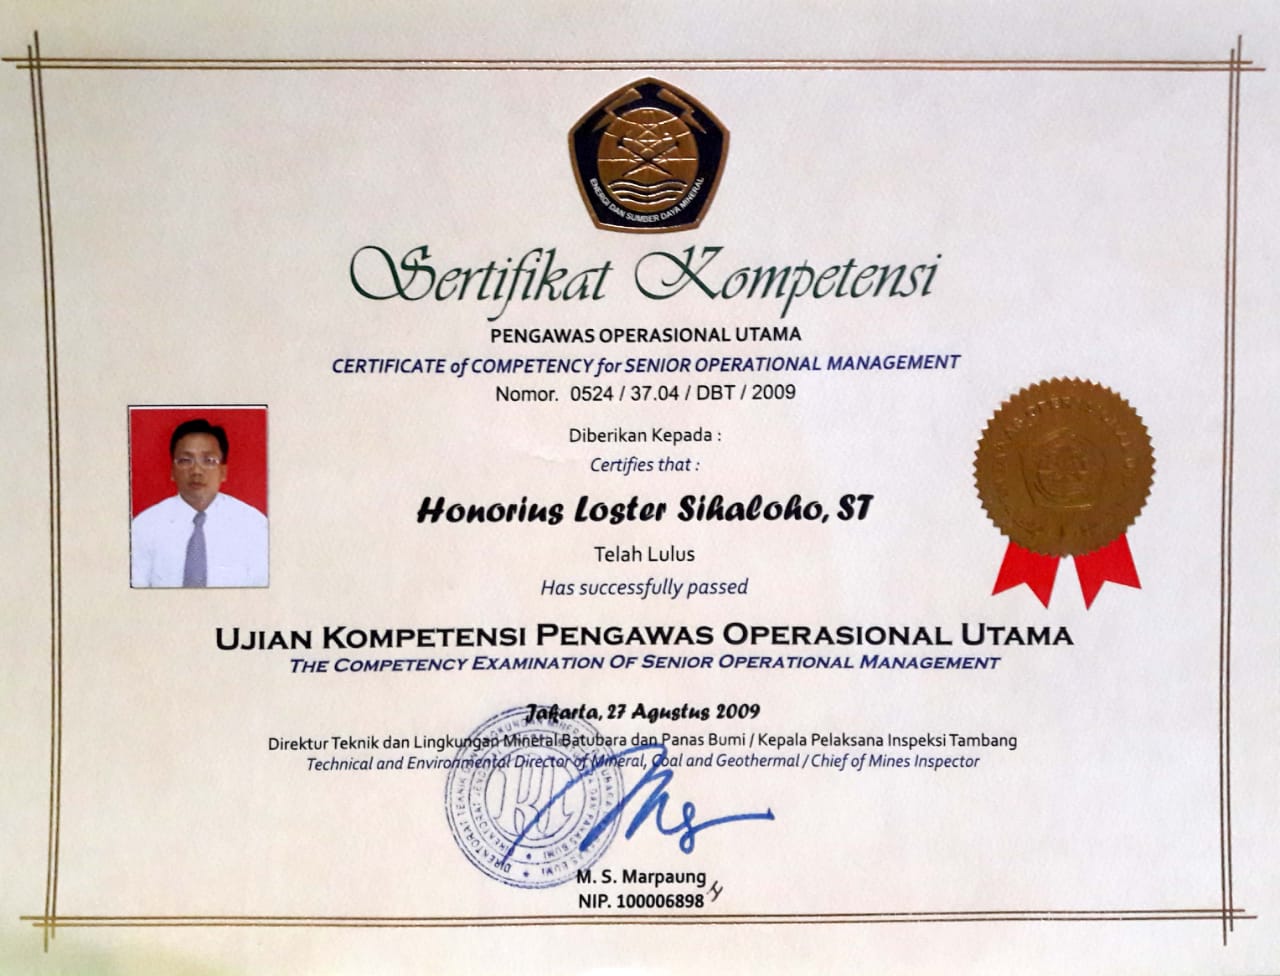 ENERGI DAN SUMBER DAYA MINERAL
Sertifikat Kompetensi
PENGAWAS OPERASIONAL UTAMA
CERTIFICATE of COMPETENCY for SENIOR OPERATIONAL MANAGEMENT
Nomor. 0524 / 37.04 / DBT / 2009
Diberikan Kepada :
Certifies that :
Honorius Loster Sihaloho, ST
Telah Lulus
Has successfully passed
UJIAN KOMPETENSI PENGAWAS OPERASIONAL UTAMA
THE COMPETENCY EXAMINATION OF SENIOR OPERATIONAL MANAGEMENT
Jakarta, 27 Agustus 2009
Direktur Teknik dan Lingkungan Mineral Batubara dan Panas Bumi / Kepala Pelaksana Inspeksi Tambang
Technical and Environmental Director of Mineral, Coal and Geothermal / Chief of Mines Inspector
M. S. Marpaung
NIP. 100006898